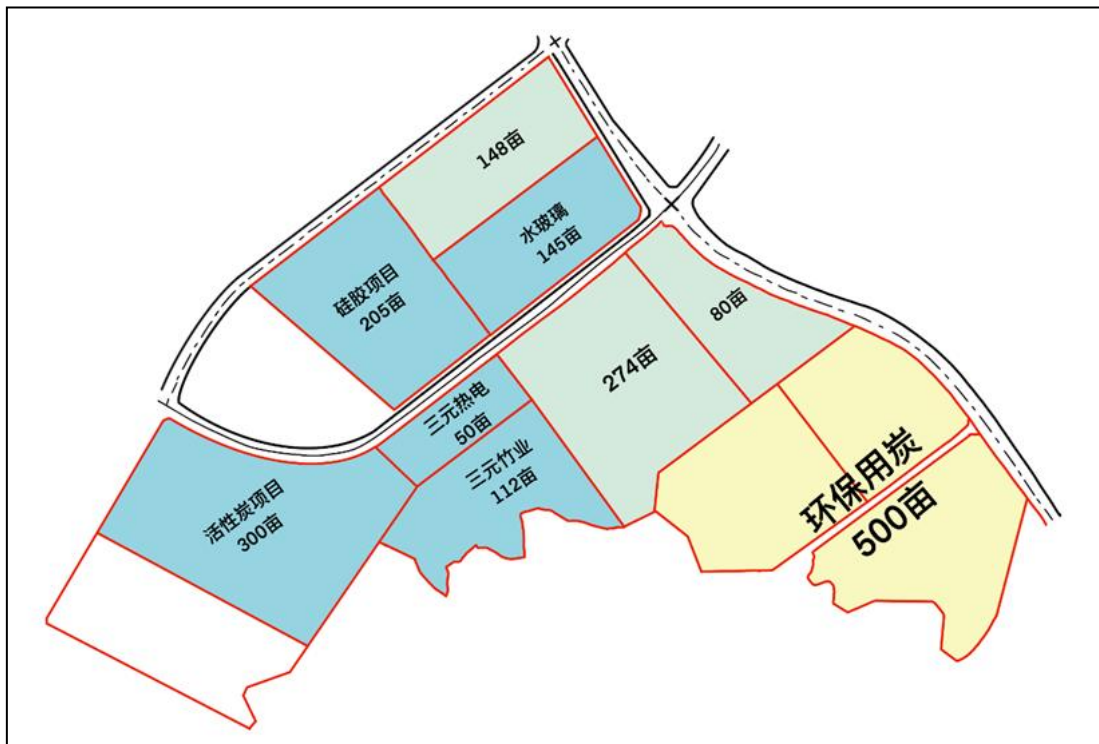 148亩
水玻璃
145亩
硅胶项目
205亩
80亩
274亩
三元热电
50亩
三元竹业
112亩
活性炭项目
300亩
环保用炭
500亩